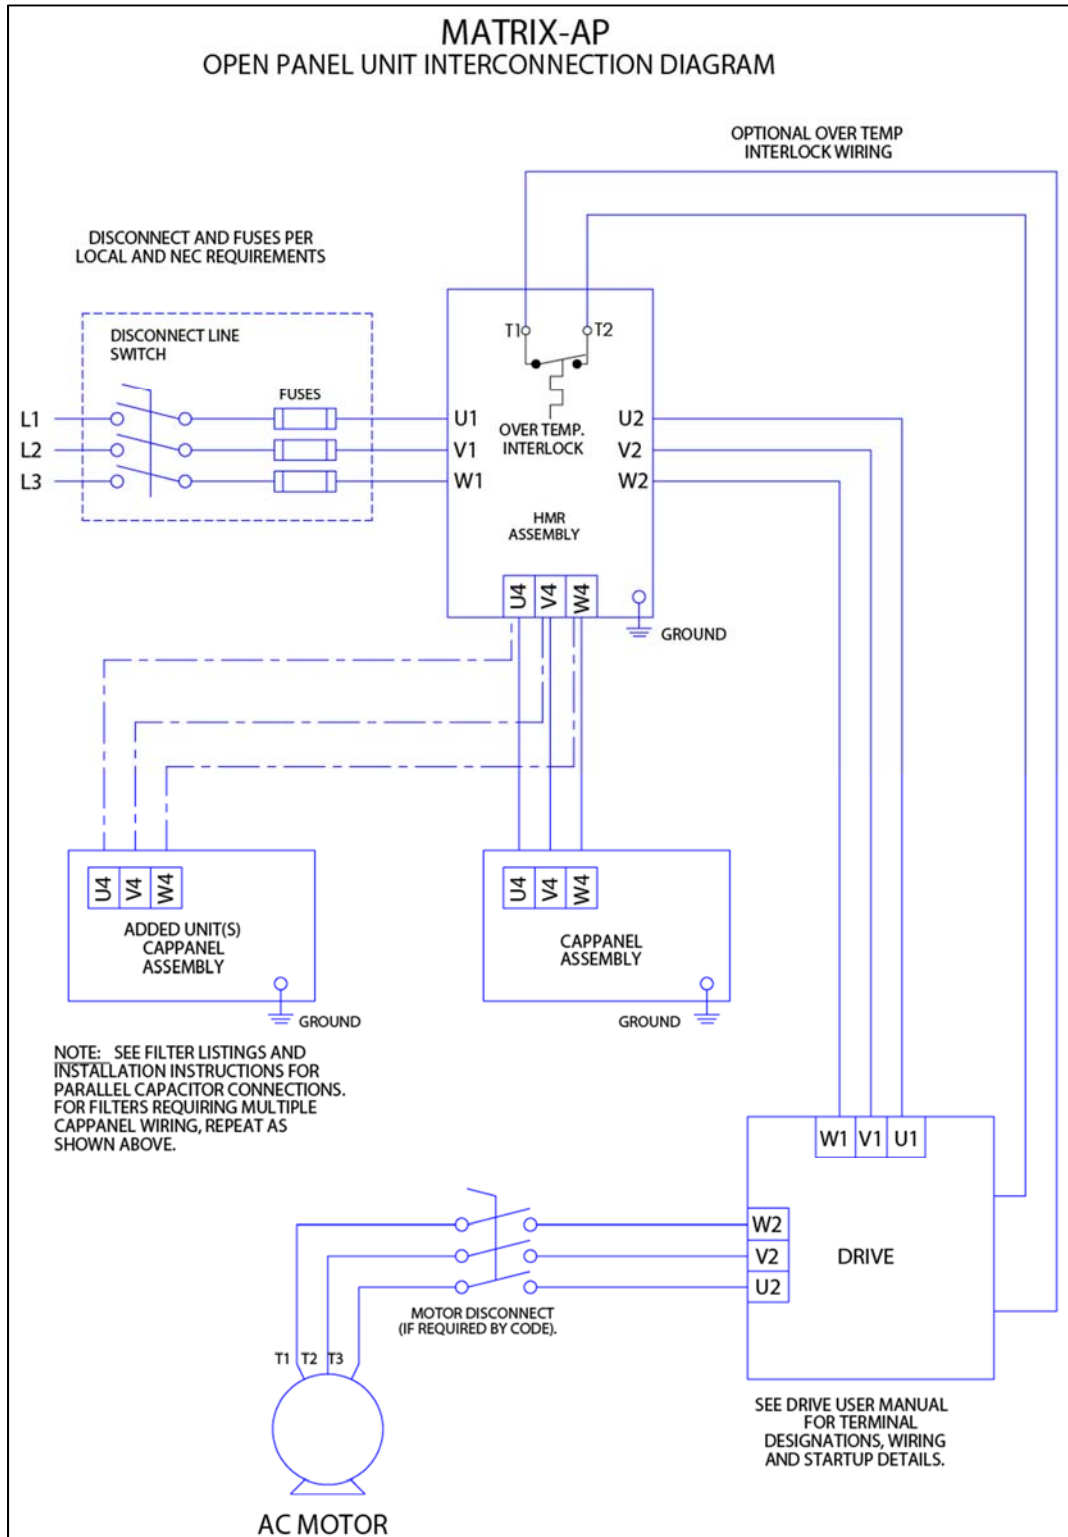 MATRIX-AP
OPEN PANEL UNIT INTERCONNECTION DIAGRAM
OPTIONAL OVER TEMP
INTERLOCK WIRING
DISCONNECT AND FUSES PER
LOCAL AND NEC REQUIREMENTS
DISCONNECT LINE
SWITCH
FUSES
L1
L2
L3
T1
T2
OVER TEMP.
INTERLOCK
U1
V1
W1
U2
V2
W2
HMR
ASSEMBLY
U4
V4
W4
GROUND
U4
V4
W4
ADDED UNIT(S)
CAPPANEL
ASSEMBLY
GROUND
U4
V4
W4
CAPPANEL
ASSEMBLY
GROUND
NOTE: SEE FILTER LISTINGS AND
INSTALLATION INSTRUCTIONS FOR
PARALLEL CAPACITOR CONNECTIONS.
FOR FILTERS REQUIRING MULTIPLE
CAPPANEL WIRING, REPEAT AS
SHOWN ABOVE.
W1 V1 U1
W2
V2
U2
DRIVE
MOTOR DISCONNECT
(IF REQUIRED BY CODE).
T1 T2 T3
SEE DRIVE USER MANUAL
FOR TERMINAL
DESIGNATIONS, WIRING
AND STARTUP DETAILS.
AC MOTOR